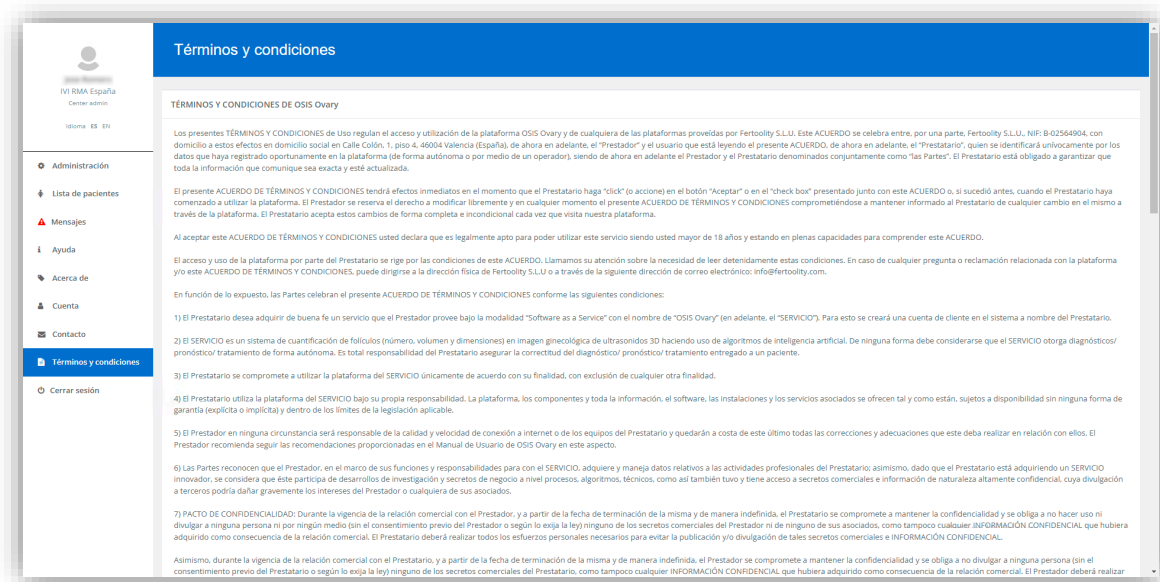 Términos y condiciones
IVI RMA España
Center admin
Idioma ES EN
Administración
Lista de pacientes
Mensajes
Ayuda
Acerca de
Cuenta
Contacto
Términos y condiciones
Cerrar sesión
TÉRMINOS Y CONDICIONES DE OSIS Ovary
Los presentes TÉRMINOS Y CONDICIONES de Uso regulan el acceso y utilización de la plataforma OSIS Ovary y de cualquiera de las plataformas proveídas por Fertoolity S.L.U. Este ACUERDO se celebra entre, por una parte, Fertoolity S.L.U., NIF: B-02564904, con
domicilio a estos efectos en domicilio social en Calle Colón, 1, piso 4, 46004 Valencia (España), de ahora en adelante, el "Prestador" y el usuario que está leyendo el presente ACUERDO, de ahora en adelante, el "Prestatario", quien se identificará unívocamente por los
datos que haya registrado oportunamente en la plataforma (de forma autónoma o por medio de un operador), siendo de ahora en adelante el Prestador y el Prestatario denominados conjuntamente como "las Partes". El Prestatario está obligado a garantizar que
toda la información que comunique sea exacta y esté actualizada.
El presente ACUERDO DE TÉRMINOS Y CONDICIONES tendrá efectos inmediatos en el momento que el Prestatario haga "click" (o accione) en el botón "Aceptar" o en el "check box" presentado junto con este ACUERDO o, si sucedió antes, cuando el Prestatario haya
comenzado a utilizar la plataforma. El Prestador se reserva el derecho a modificar libremente y en cualquier momento el presente ACUERDO DE TÉRMINOS Y CONDICIONES comprometiéndose a mantener informado al Prestatario de cualquier cambio en el mismo a
través de la plataforma. El Prestatario acepta estos cambios de forma completa e incondicional cada vez que visita nuestra plataforma.
Al aceptar este ACUERDO DE TÉRMINOS Y CONDICIONES usted declara que es legalmente apto para poder utilizar este servicio siendo usted mayor de 18 años y estando en plenas capacidades para comprender este ACUERDO.
El acceso y uso de la plataforma por parte del Prestatario se rige por las condiciones de este ACUERDO. Llamamos su atención sobre la necesidad de leer detenidamente estas condiciones. En caso de cualquier pregunta o reclamación relacionada con la plataforma
y/o este ACUERDO DE TÉRMINOS Y CONDICIONES, puede dirigirse a la dirección física de Fertoolity S.L.U o a través de la siguiente dirección de correo electrónico: info@fertoolity.com.
En función de lo expuesto, las Partes celebran el presente ACUERDO DE TÉRMINOS Y CONDICIONES conforme las siguientes condiciones:
1) El Prestatario desea adquirir de buena fe un servicio que el Prestador provee bajo la modalidad "Software as a Service" con el nombre de "OSIS Ovary" (en adelante, el "SERVICIO"). Para esto se creará una cuenta de cliente en el sistema a nombre del Prestatario.
2) El SERVICIO es un sistema de cuantificación de folículos (número, volumen y dimensiones) en imagen ginecológica de ultrasonidos 3D haciendo uso de algoritmos de inteligencia artificial. De ninguna forma debe considerarse que el SERVICIO otorga diagnósticos/
pronóstico/ tratamiento de forma autónoma. Es total responsabilidad del Prestatario asegurar la correctitud del diagnóstico/ pronóstico/ tratamiento entregado a un paciente.
3) El Prestatario se compromete a utilizar la plataforma del SERVICIO únicamente de acuerdo con su finalidad, con exclusión de cualquier otra finalidad.
4) El Prestatario utiliza la plataforma del SERVICIO bajo su propia responsabilidad. La plataforma, los componentes y toda la información, el software, las instalaciones y los servicios asociados se ofrecen tal y como están, sujetos a disponibilidad sin ninguna forma de
garantía (explícita o implícita) y dentro de los límites de la legislación aplicable.
5) El Prestador en ninguna circunstancia será responsable de la calidad y velocidad de conexión a internet o de los equipos del Prestatario y quedarán a costa de este último todas las correcciones y adecuaciones que este deba realizar en relación con ellos. El
Prestador recomienda seguir las recomendaciones proporcionadas en el Manual de Usuario de OSIS Ovary en este aspecto.
6) Las Partes reconocen que el Prestador, en el marco de sus funciones y responsabilidades para con el SERVICIO, adquiere y maneja datos relativos a las actividades profesionales del Prestatario; asimismo, dado que el Prestatario está adquiriendo un SERVICIO
innovador, se considera que éste participa de desarrollos de investigación y secretos de negocio a nivel procesos, algoritmos, técnicos, como así también tuvo y tiene acceso a secretos comerciales e información de naturaleza altamente confidencial, cuya divulgación
a terceros podría dañar gravemente los intereses del Prestador o cualquiera de sus asociados.
7) PACTO DE CONFIDENCIALIDAD: Durante la vigencia de la relación comercial con el Prestador, y a partir de la fecha de terminación de la misma y de manera indefinida, el Prestatario se compromete a mantener la confidencialidad y se obliga a no hacer uso ni
divulgar a ninguna persona ni por ningún medio (sin el consentimiento previo del Prestador o según lo exija la ley) ninguno de los secretos comerciales del Prestador ni de ninguno de sus asociados, como tampoco cualquier INFORMACIÓN CONFIDENCIAL que hubiera
adquirido como consecuencia de la relación comercial. El Prestatario deberá realizar todos los esfuerzos personales necesarios para evitar la publicación y/o divulgación de tales secretos comerciales e INFORMACIÓN CONFIDENCIAL.
Asimismo, durante la vigencia de la relación comercial con el Prestatario, y a partir de la fecha de terminación de la misma y de manera indefinida, el Prestador se compromete a mantener la confidencialidad y se obliga a no divulgar a ninguna persona (sin el
consentimiento previo del Prestatario o según lo exija la ley) ninguno de los secretos comerciales del Prestatario, como tampoco cualquier INFORMACIÓN CONFIDENCIAL que hubiera adquirido como consecuencia de la relación comercial. El Prestador deberá realizar